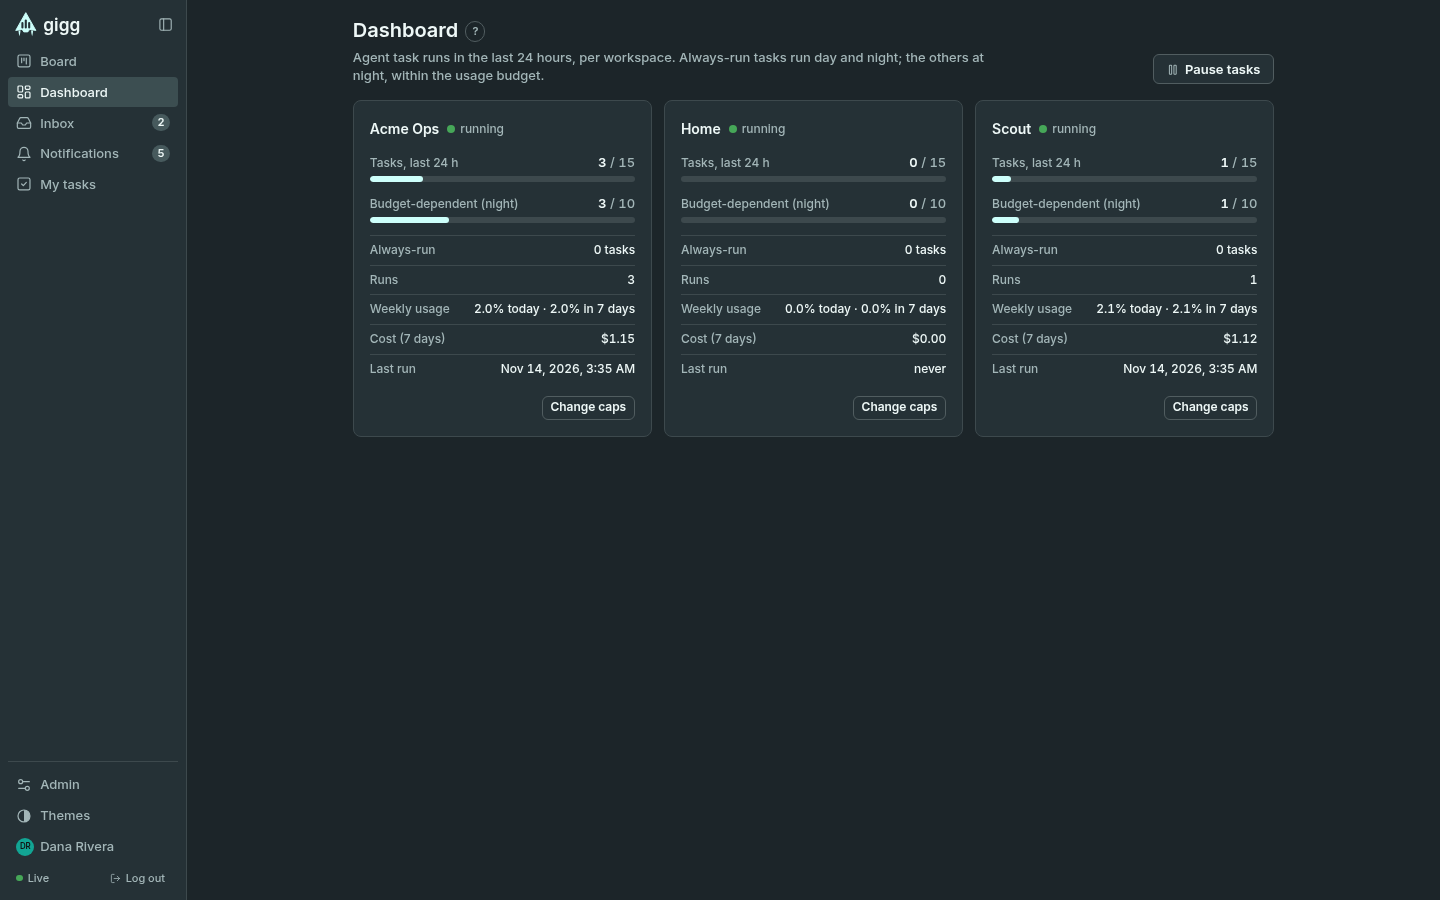 gigg
Board
Dashboard
Inbox 2
Notifications 5
My tasks
Admin
Themes
DR Dana Rivera
Live Log out
Dashboard ?
Agent task runs in the last 24 hours, per workspace. Always-run tasks run day and night; the others at
night, within the usage budget.
Pause tasks
Acme Ops running
Tasks, last 24 h 3 / 15
Budget-dependent (night) 3 / 10
Always-run 0 tasks
Runs 3
Weekly usage 2.0% today · 2.0% in 7 days
Cost (7 days) $1.15
Last run Nov 14, 2026, 3:35 AM
Change caps
Home running
Tasks, last 24 h 0 / 15
Budget-dependent (night) 0 / 10
Always-run 0 tasks
Runs 0
Weekly usage 0.0% today · 0.0% in 7 days
Cost (7 days) $0.00
Last run never
Change caps
Scout running
Tasks, last 24 h 1 / 15
Budget-dependent (night) 1 / 10
Always-run 0 tasks
Runs 1
Weekly usage 2.1% today · 2.1% in 7 days
Cost (7 days) $1.12
Last run Nov 14, 2026, 3:35 AM
Change caps